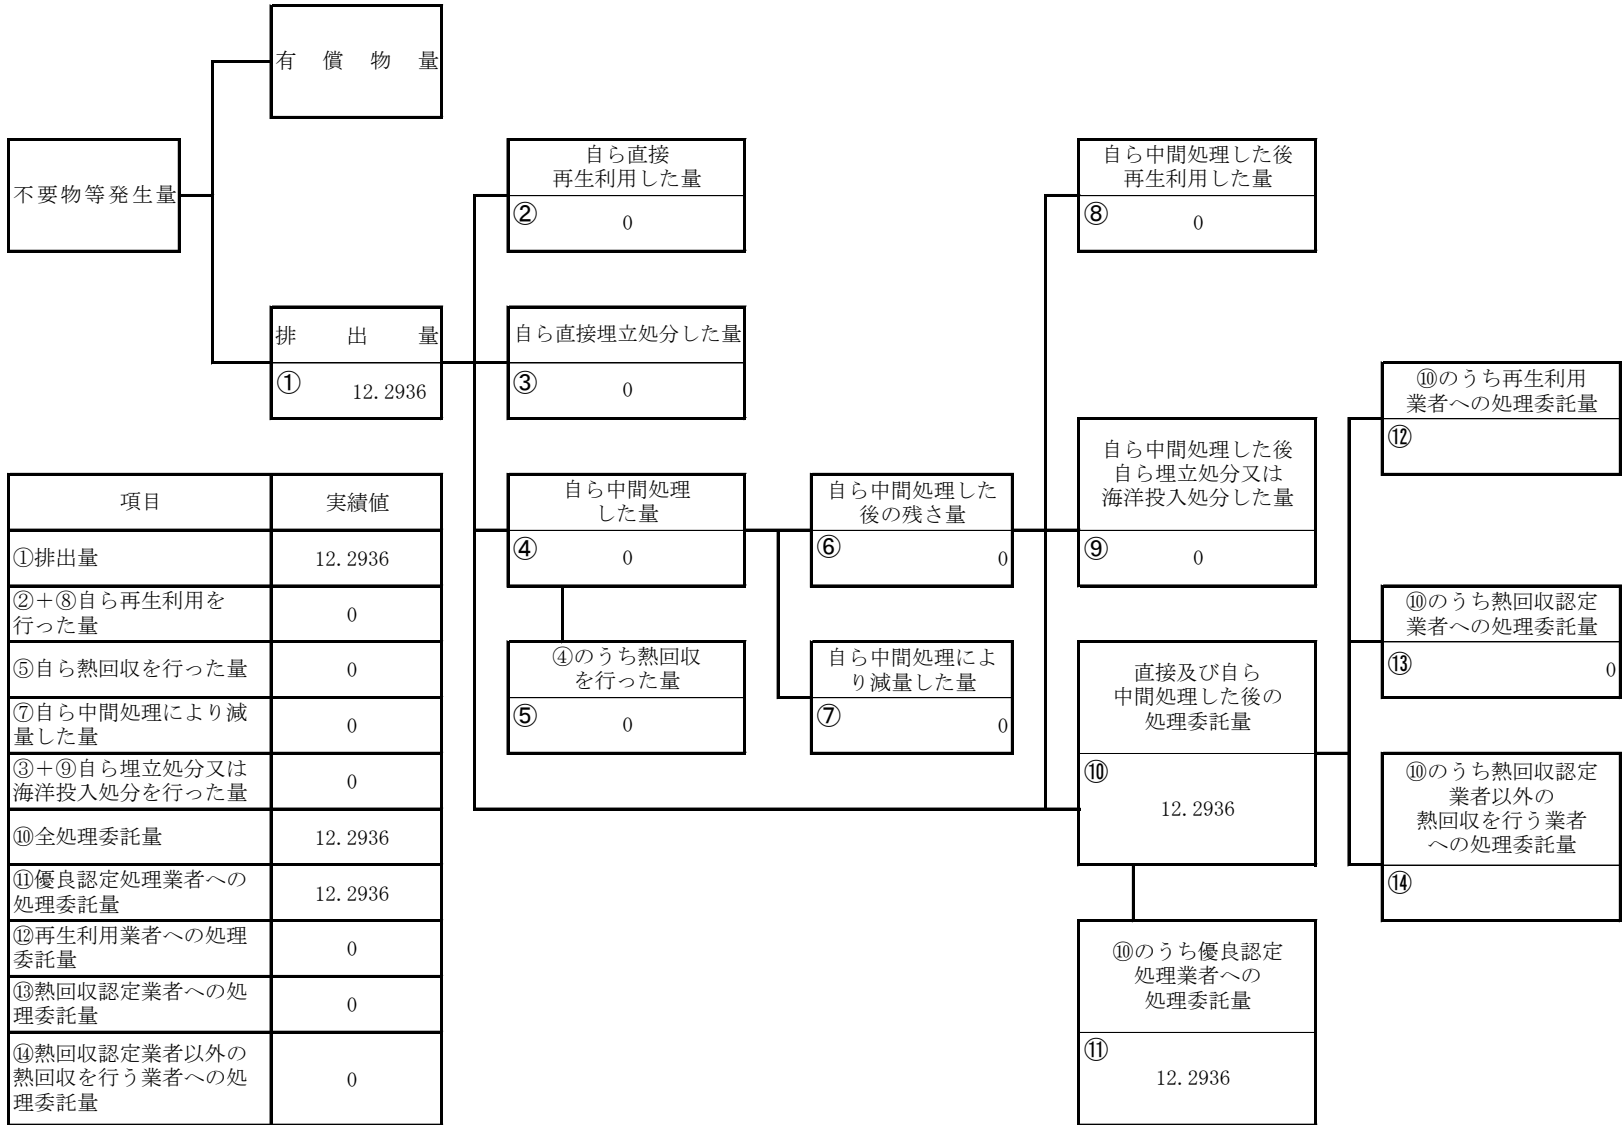 有償物量
不要物等発生量
排出量
①
12.2936
自ら直接
再生利用した量
②
0
自ら直接埋立処分した量
③
0
自ら中間処理
した量
④
0
④のうち熱回収
を行った量
⑤
0
自ら中間処理した
後の残さ量
⑥
0
自ら中間処理によ
り減量した量
⑦
0
自ら中間処理した後
再生利用した量
⑧
0
自ら中間処理した後
自ら埋立処分又は
海洋投入処分した量
⑨
0
直接及び自ら
中間処理した後の
処理委託量
⑩
12.2936
⑩のうち優良認定
処理業者への
処理委託量
⑪
12.2936
⑩のうち再生利用
業者への処理委託量
⑫
⑩のうち熱回収認定
業者への処理委託量
⑬
0
⑩のうち熱回収認定
業者以外の
熱回収を行う業者
への処理委託量
⑭
項目 実績値
①排出量 12.2936
②＋⑧自ら再生利用を
行った量 0
⑤自ら熱回収を行った量 0
⑦自ら中間処理により減
量した量 0
③＋⑨自ら埋立処分又は
海洋投入処分を行った量 0
⑩全処理委託量 12.2936
⑪優良認定処理業者への
処理委託量 12.2936
⑫再生利用業者への処理
委託量 0
⑬熱回収認定業者への処
理委託量 0
⑭熱回収認定業者以外の
熱回収を行う業者への処
理委託量 0